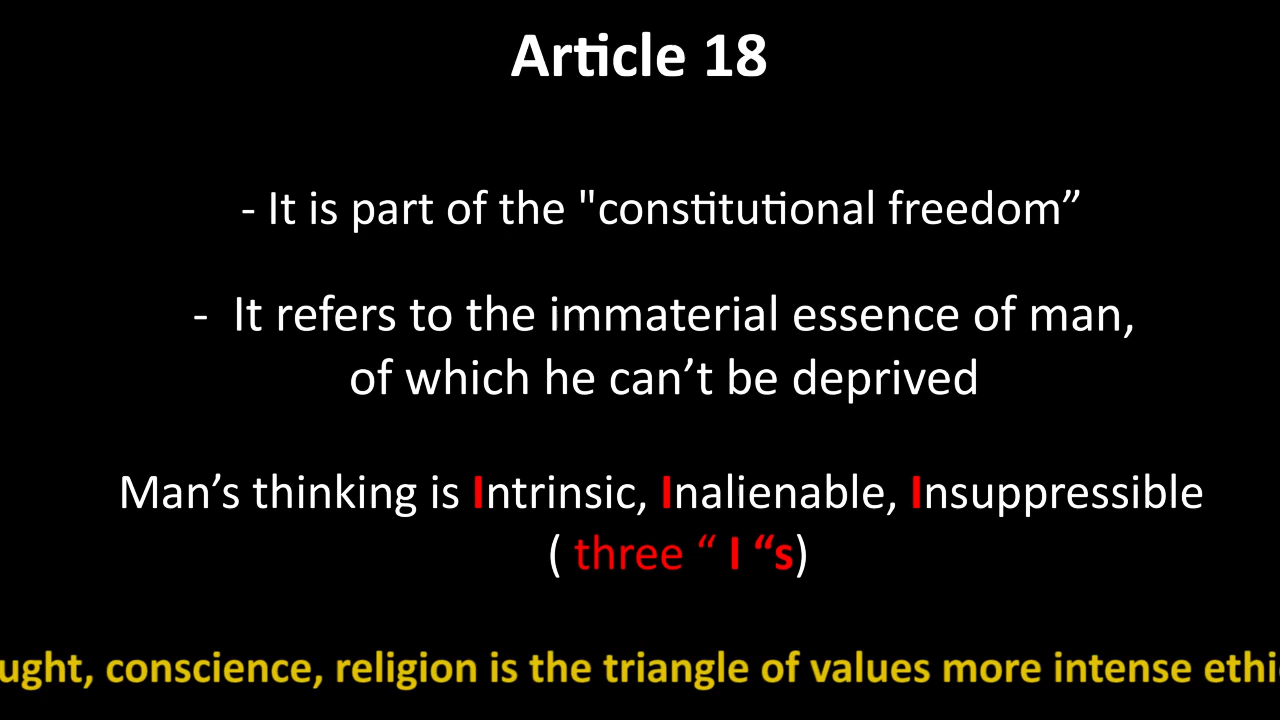 Article 18
- It is part of the "constitutional freedom”
- It refers to the immaterial essence of man,
of which he can’t be deprived
Man’s thinking is Intrinsic, Inalienable, Insuppressible
( three “ I “s)
conscience, religion is the triangle of values more intense